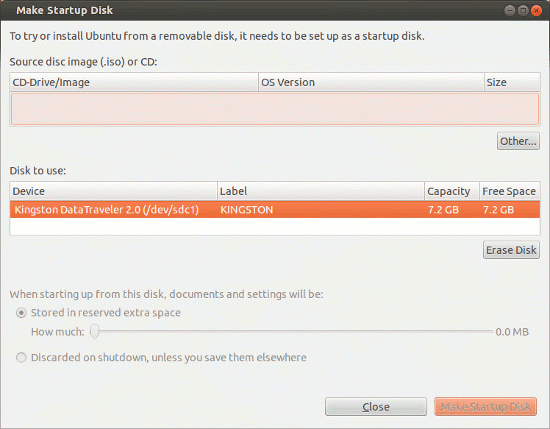 Make Startup Disk
To try or install Ubuntu from a removable disk, it needs to be set up as a startup disk.
Source disc image (.iso) or CD:
CD-Drive/Image OS Version Size
Other...
Disk to use:
Device Label Capacity Free Space
Kingston DataTraveler 2.0 (/dev/sdc1) KINGSTON 7.2 GB 7.2 GB
Erase Disk
When starting up from this disk, documents and settings will be:
Stored in reserved extra space
How much: 0.0 MB
Discarded on shutdown, unless you save them elsewhere
Close Make Startup Disk